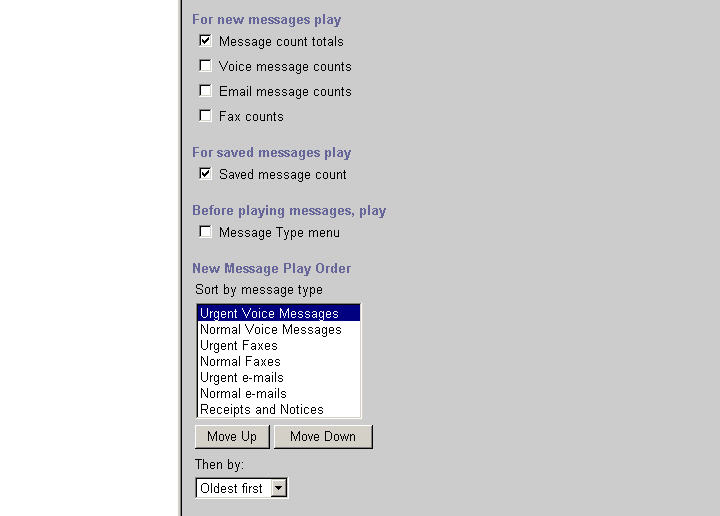 For new messages play
Message count totals
Voice message counts
Email message counts
Fax counts
For saved messages play
Saved message count
Before playing messages, play
Message Type menu
New Message Play Order
Sort by message type
Urgent Voice Messages
Normal Voice Messages
Urgent Faxes
Normal Faxes
Urgent e-mails
Normal e-mails
Receipts and Notices
Move Up Move Down
Then by:
Oldest first